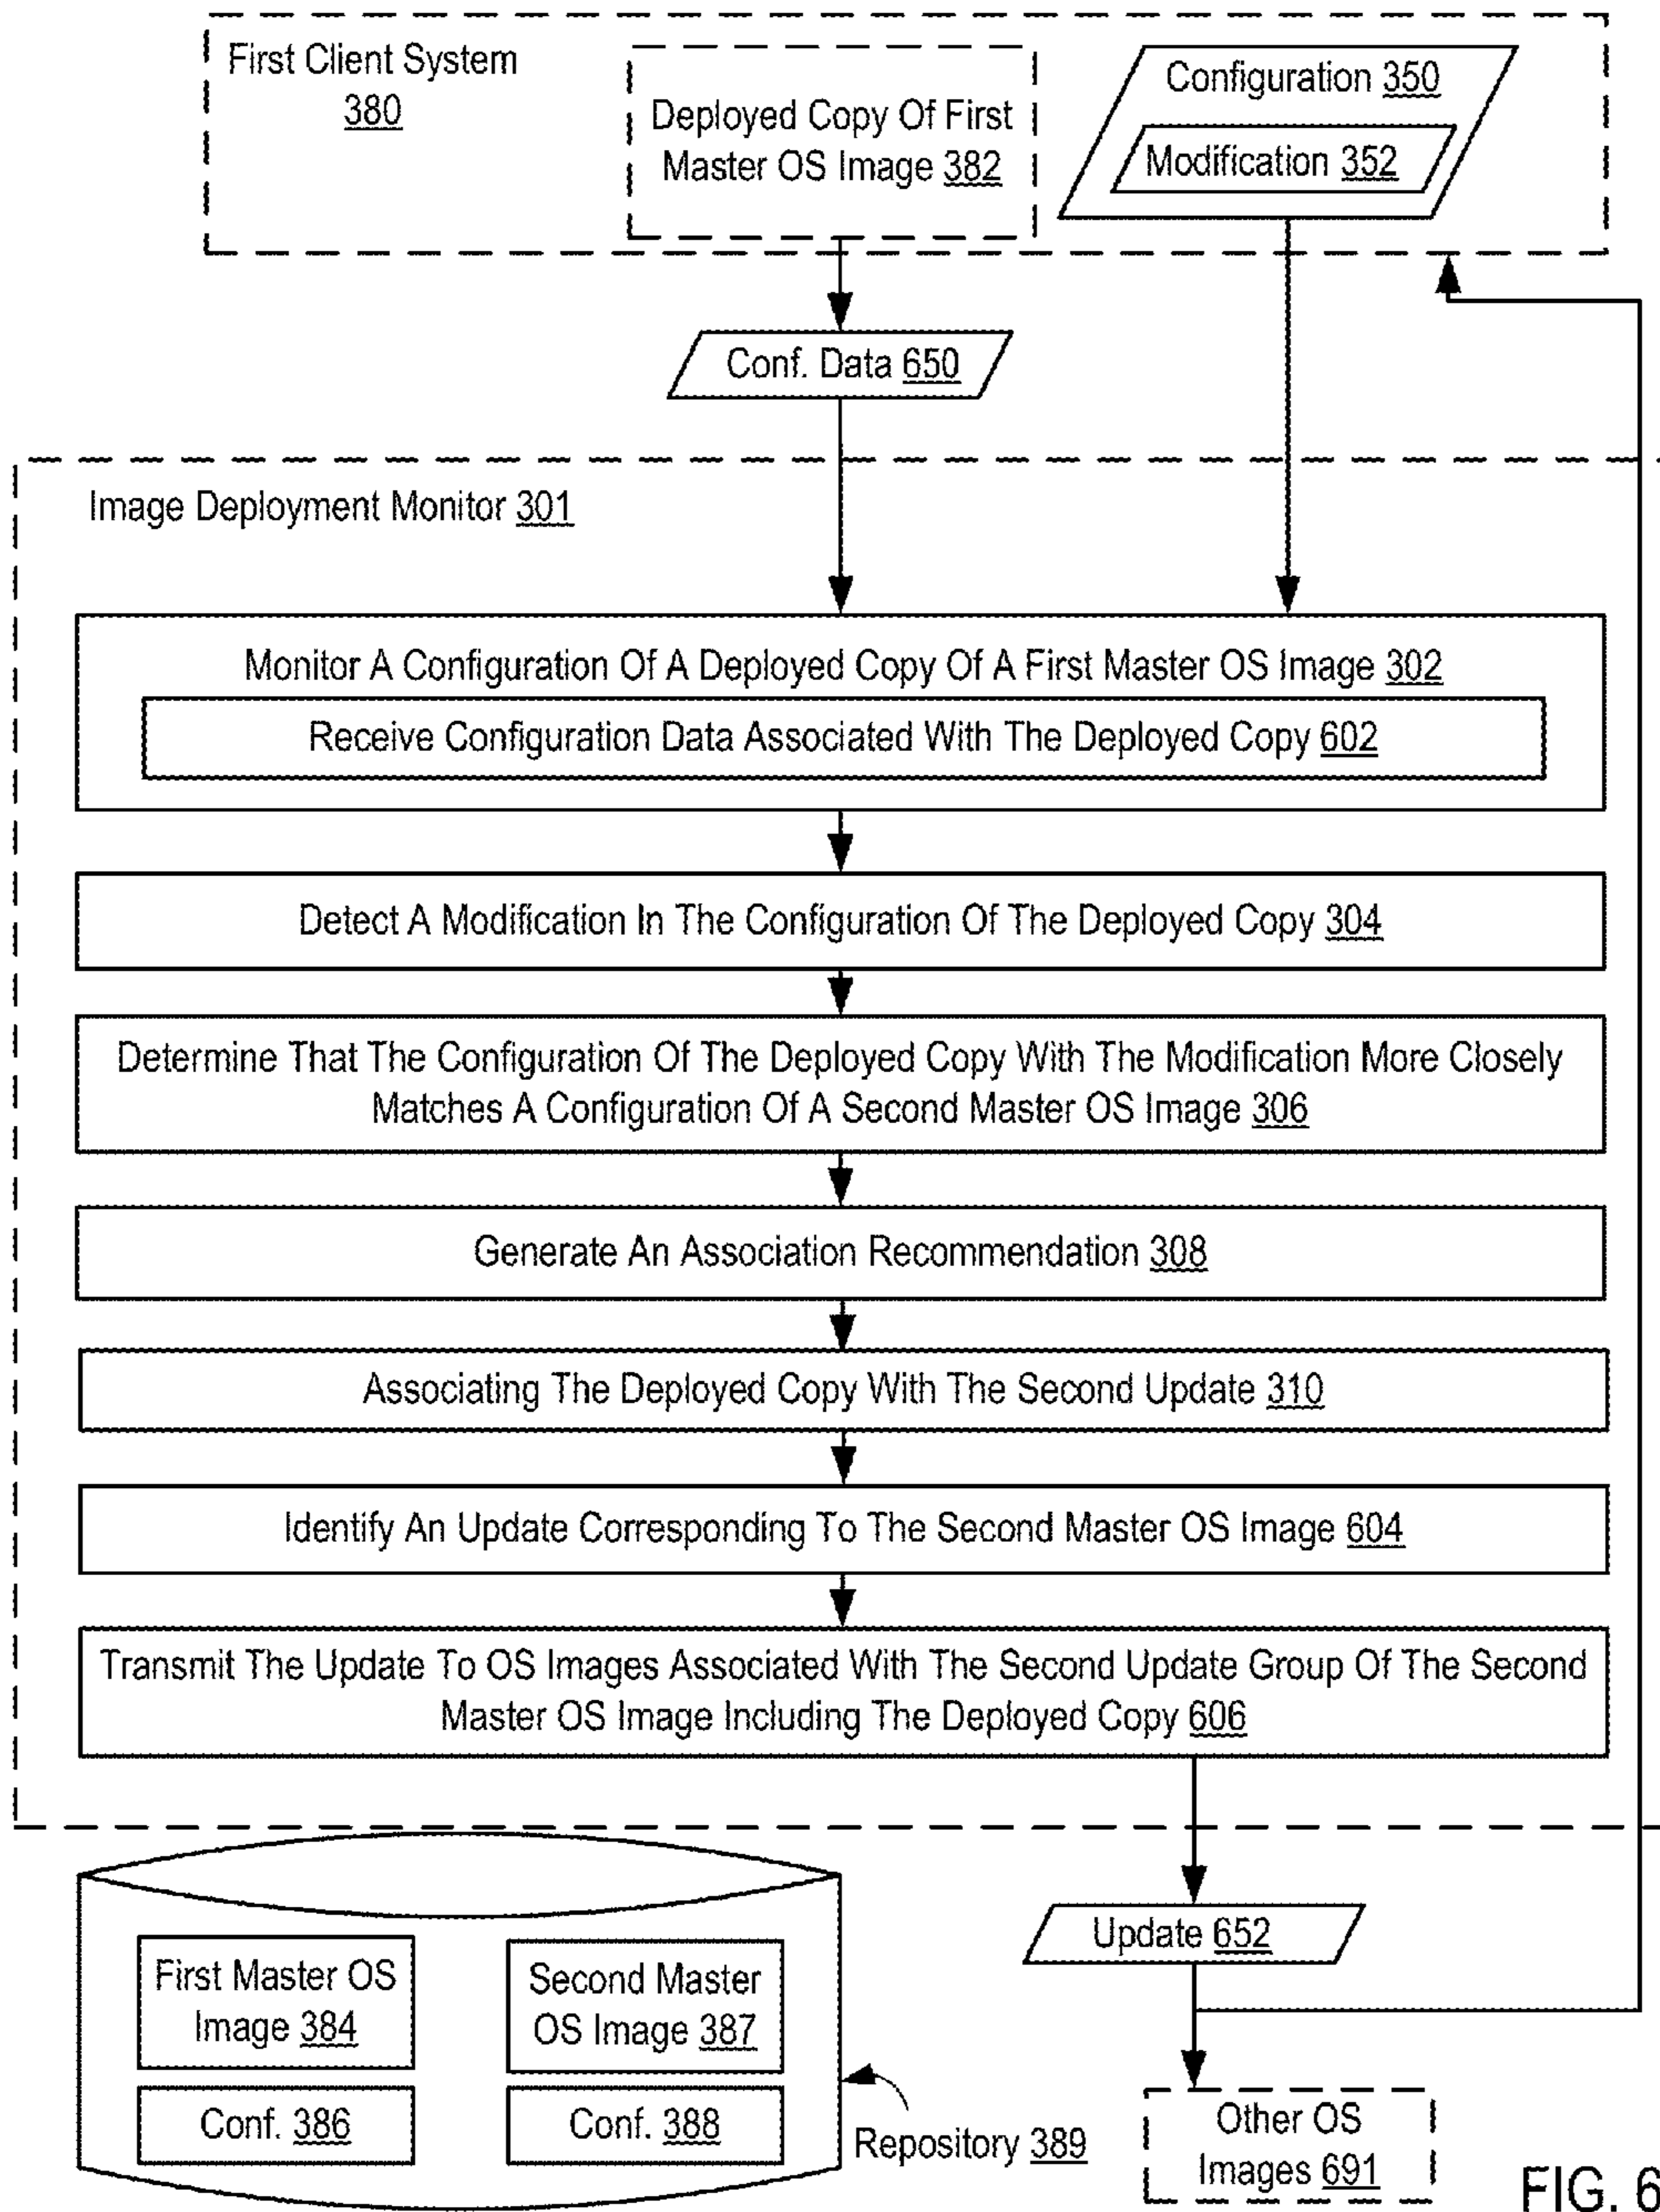 First Client System
380
Deployed Copy Of First
Master OS Image 382
Configuration 350
Modification 352
Conf. Data 650
Image Deployment Monitor 301
Monitor A Configuration Of A Deployed Copy Of A First Master OS Image 302
Receive Configuration Data Associated With The Deployed Copy 602
Detect A Modification In The Configuration Of The Deployed Copy 304
Determine That The Configuration Of The Deployed Copy With The Modification More Closely
Matches A Configuration Of A Second Master OS Image 306
Generate An Association Recommendation 308
Associating The Deployed Copy With The Second Update 310
Identify An Update Corresponding To The Second Master OS Image 604
Transmit The Update To OS Images Associated With The Second Update Group Of The Second
Master OS Image Including The Deployed Copy 606
Update 652
First Master OS
Image 384
Second Master
OS Image 387
Conf. 386
Conf. 388
Repository 389
Other OS
Images 691
FIG. 6